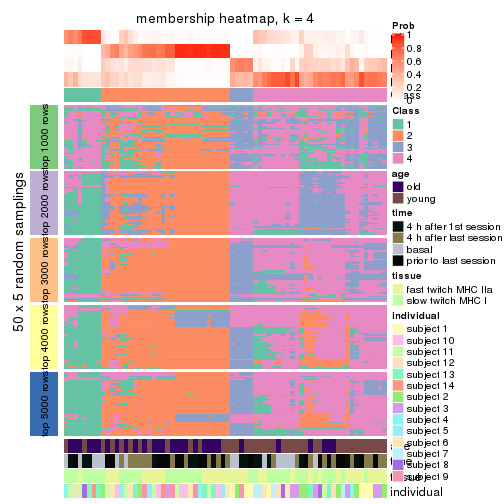 membership heatmap, k = 4
50 x 5 random samplings
top 1000 rows
top 2000 rows
top 3000 rows
top 4000 rows
top 5000 rows
Prob
1
0.8
0.6
0.4
0.2
0
Class
1
2
3
4
age
old
young
time
4 h after 1st session
4 h after last session
basal
prior to last session
tissue
fast twitch MHC IIa
slow twitch MHC I
individual
subject 1
subject 10
subject 11
subject 12
subject 13
subject 14
subject 2
subject 3
subject 4
subject 5
subject 6
subject 7
subject 8
subject 9
individual